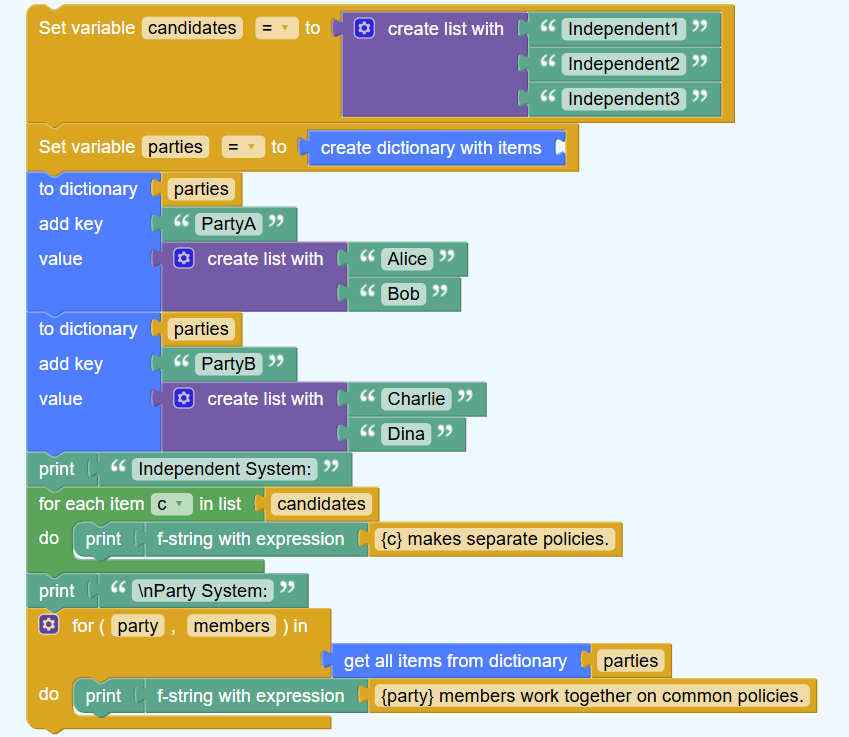 Set variable candidates = to create list with “ Independent1 ”
“ Independent2 ”
“ Independent3 ”
Set variable parties = to create dictionary with items
to dictionary parties
add key “ PartyA ”
value create list with “ Alice ”
“ Bob ”
to dictionary parties
add key “ PartyB ”
value create list with “ Charlie ”
“ Dina ”
print “ Independent System: ”
for each item c in list candidates
do print f-string with expression {c} makes separate policies.
print “ \nParty System: ”
for ( party , members ) in
get all items from dictionary parties
do print f-string with expression {party} members work together on common policies.